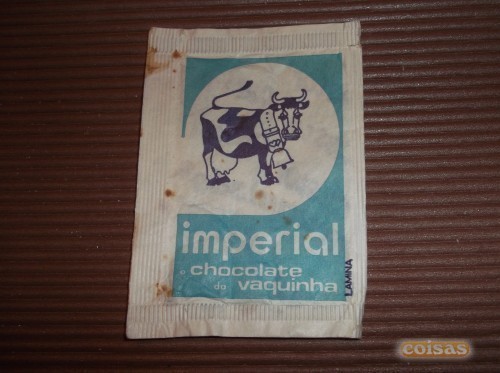 imperial
o chocolate
da vaquinha
LAMINA
coisas